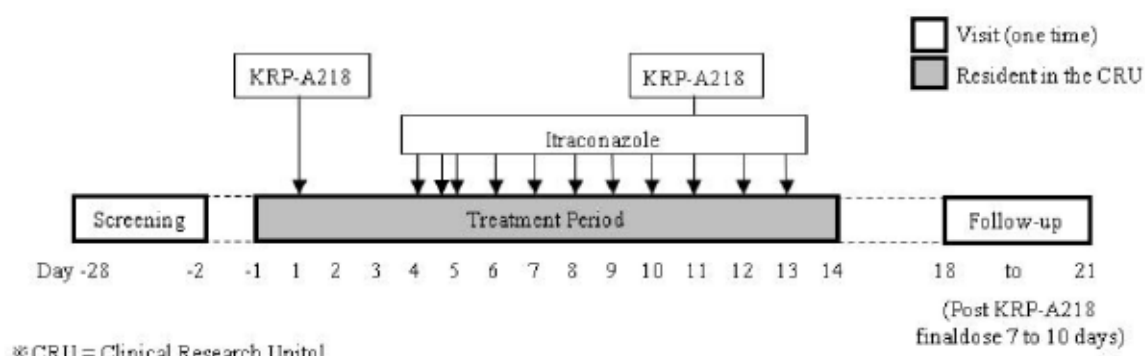 Visit (one time)
Resident in the CRU
KRP-A218
KRP-A218
Itraconazole
Screening
Treatment Period
Follow-up
Day -28 -2 -1 1 2 3 4 5 6 7 8 9 10 11 12 13 14 18 to 21
(Post KRP-A218
finaldose 7 to 10 days)
※CRU = Clinical Research Unitol